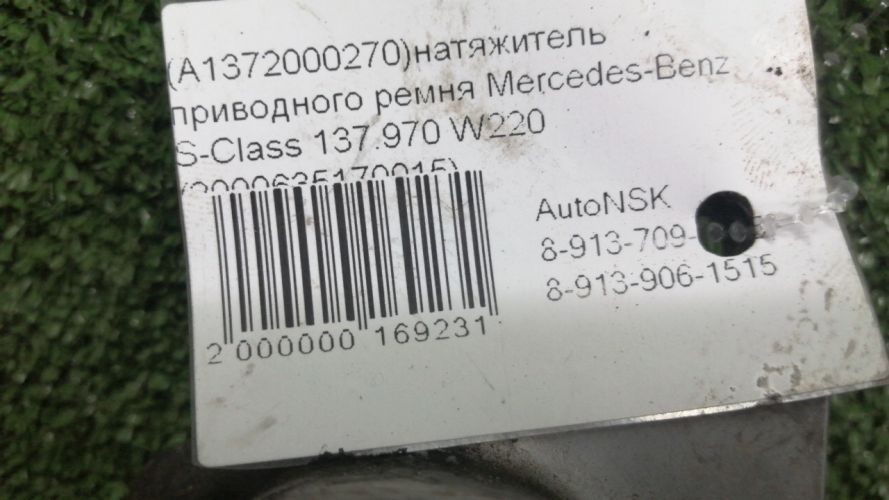 (A1372000270)натяжитель
приводного ремня Mercedes-Benz
S-Class 137.970 W220
(2000635170015)
AutoNSK
8-913-709-
8-913-906-1515
2 000000 169231